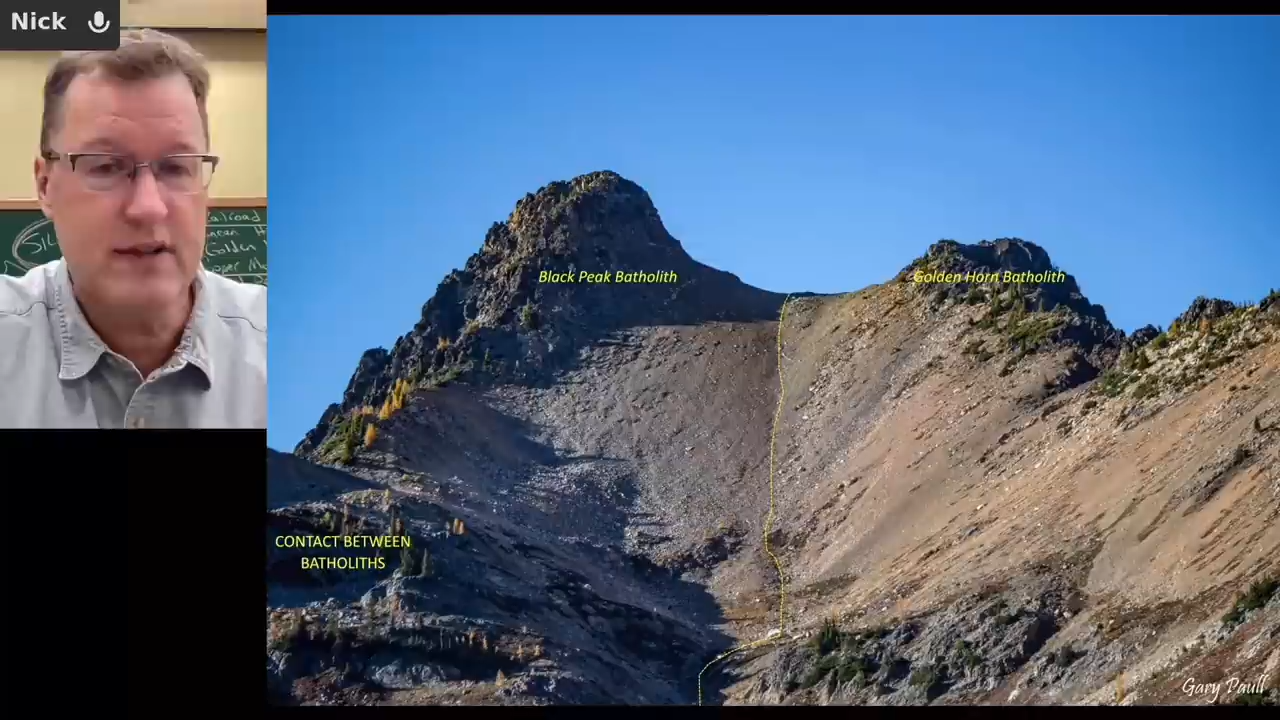 Nick
Black Peak Batholith
Golden Horn Batholith
CONTACT BETWEEN
BATHOLITHS
Gary Paull